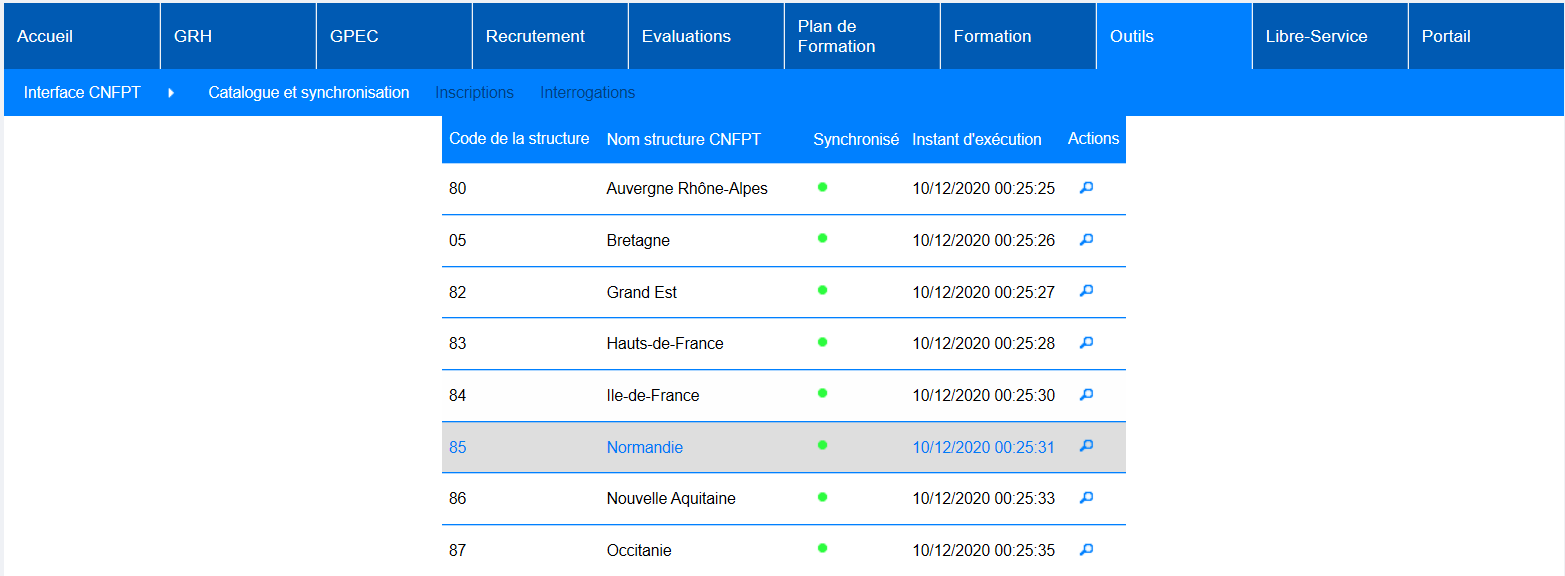 Accueil GRH GPEC Recrutement Evaluations Plan de Formation Formation Outils Libre-Service Portail
Interface CNFPT Catalogue et synchronisation Inscriptions Interrogations
Code de la structure Nom structure CNFPT Synchronisé Instant d'exécution Actions
80 Auvergne Rhône-Alpes 10/12/2020 00:25:25
05 Bretagne 10/12/2020 00:25:26
82 Grand Est 10/12/2020 00:25:27
83 Hauts-de-France 10/12/2020 00:25:28
84 Ile-de-France 10/12/2020 00:25:30
85 Normandie 10/12/2020 00:25:31
86 Nouvelle Aquitaine 10/12/2020 00:25:33
87 Occitanie 10/12/2020 00:25:35